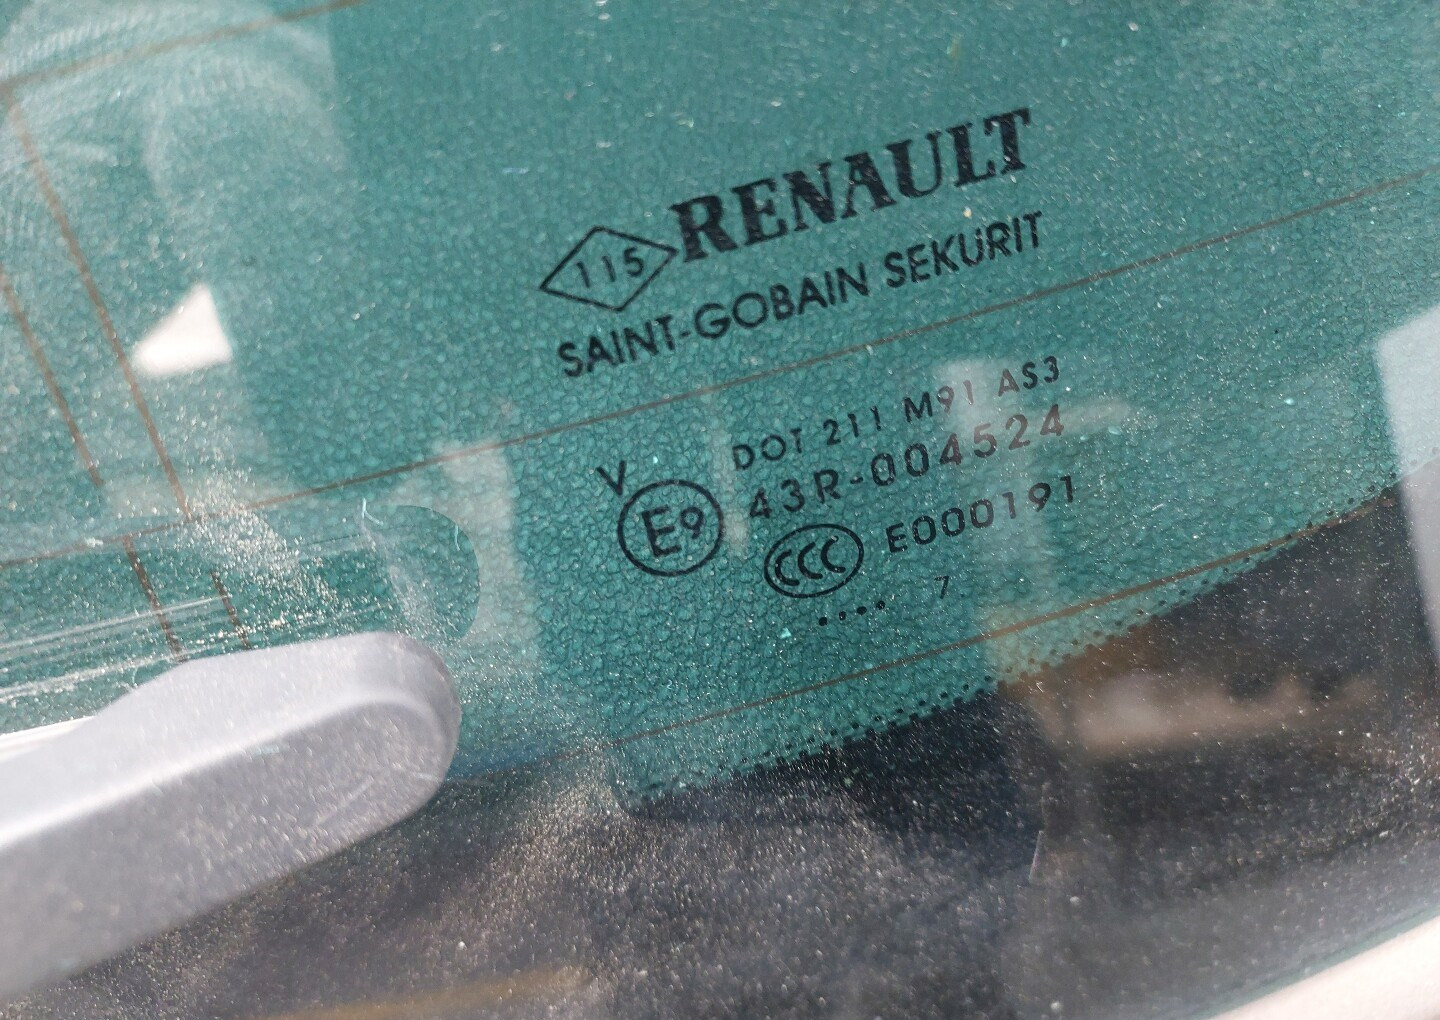 115 RENAULT
SAINT-GOBAIN SEKURIT
DOT 211 M91 AS3
V
E9 43R-004524
CCC E000191
.... 7